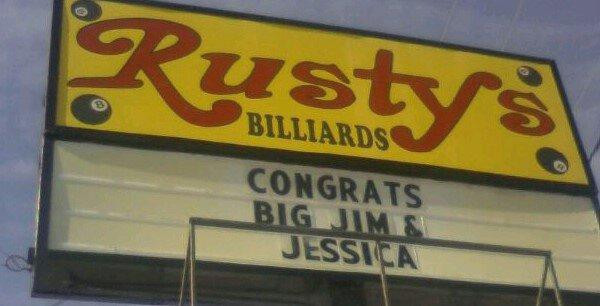 Rustys
BILLIARDS
CONGRATS
BIG JIM &
JESSICA